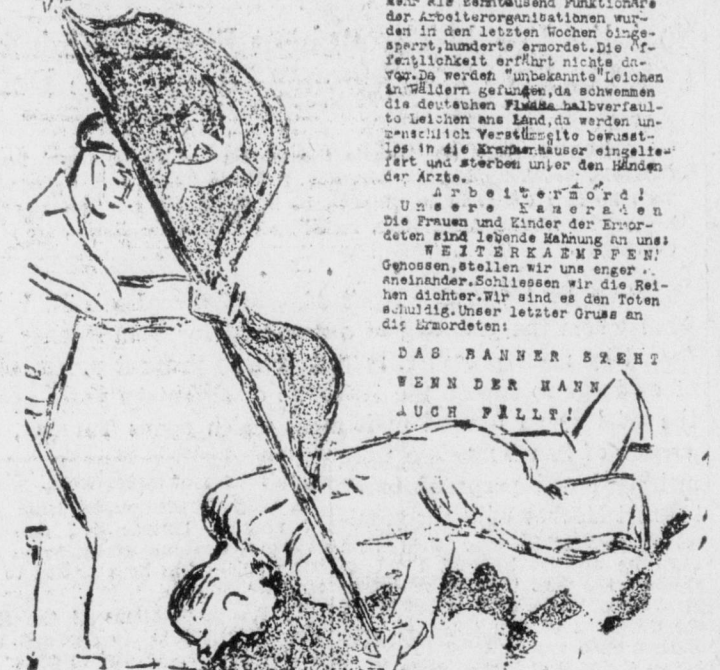 mehr als zehntausend Funktionäre
der Arbeiterorganisationen wur-
den in den letzten Wochen einge-
sperrt,hunderte ermordet.Die Öf-
fentlichkeit erfährt nichts da-
von.Da werden "unbekannte"Leichen
in Wäldern gefunden,da schwemmen
die deutschen Flüsse halbverfaul-
te Leichen ans Land,da werden un-
menschlich Verstümmelte bewusst-
los in die Krankenhäuser eingelie-
fert und sterben unter den Händen
der Ärzte.
Arbeitermord!
Unsere Kameraden
Die Frauen und Kinder der Ermor-
deten sind lebende Mahnung an uns:
WEITERKAEMPFEN!
Genossen,stellen wir uns enger
aneinander.Schliessen wir die Rei-
hen dichter.Wir sind es den Toten
schuldig.Unser letzter Gruss an
die Ermordeten:
DAS BANNER STEHT
WENN DER MANN
AUCH FÄLLT!